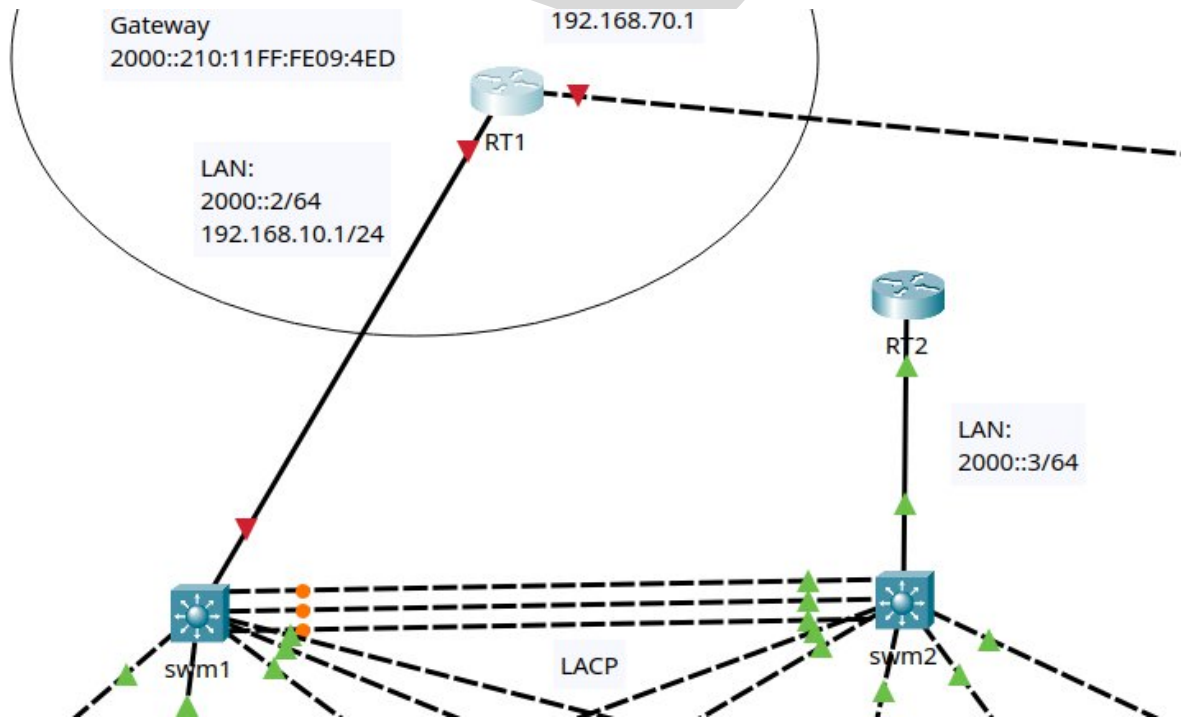 192.168.70.1
Gateway
2000::210:11FF:FE09:4ED
RT1
LAN:
2000::2/64
192.168.10.1/24
RT2
LAN:
2000::3/64
swm1
LACP
swm2